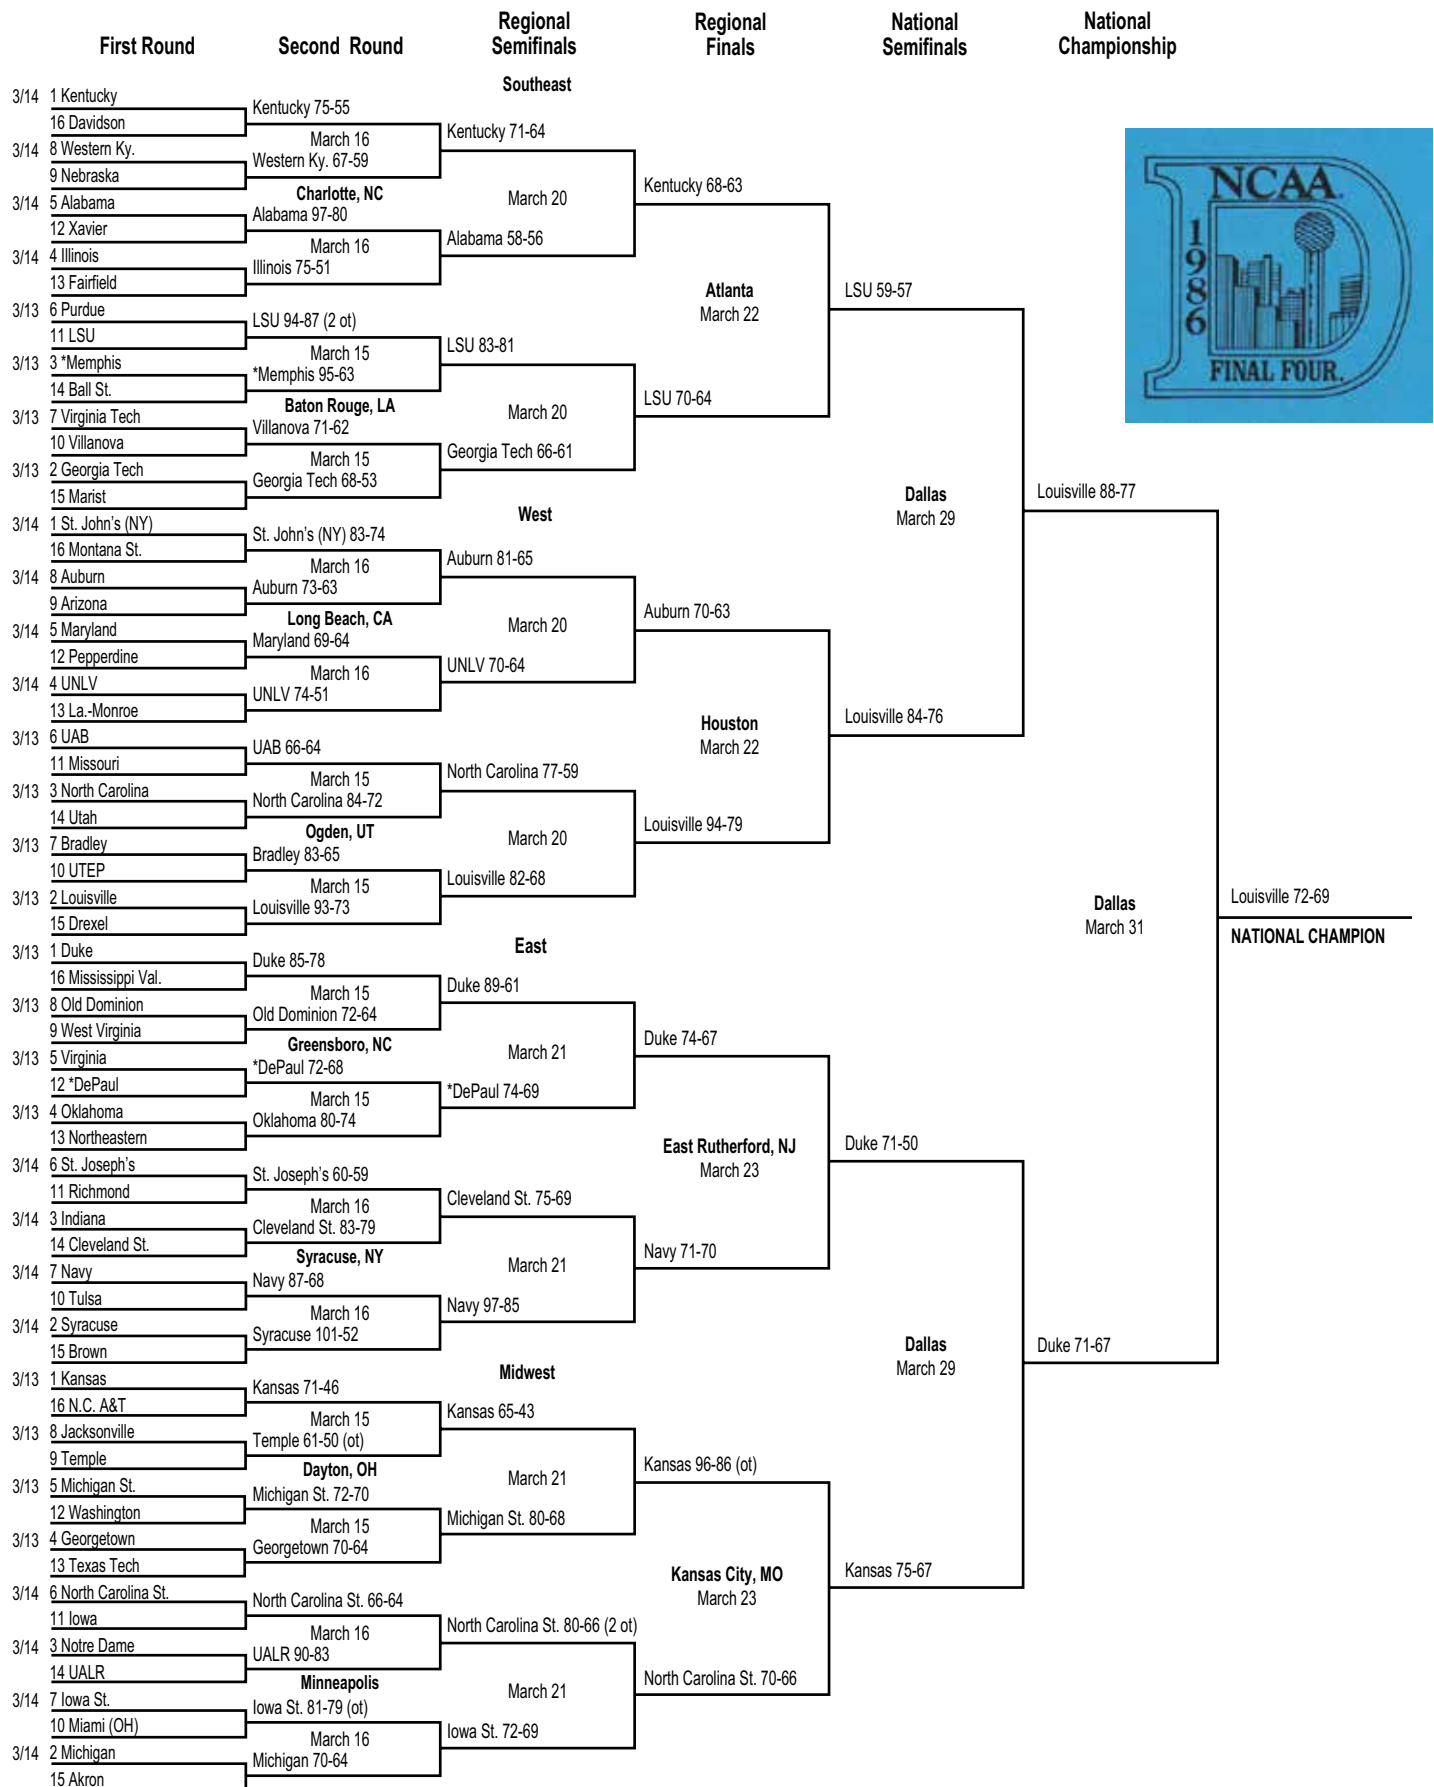 First Round
Second Round
Regional
Semifinals
Regional
Finals
National
Semifinals
National
Championship
Southeast
3/14 1 Kentucky
16 Davidson
3/14 8 Western Ky.
9 Nebraska
3/14 5 Alabama
12 Xavier
3/14 4 Illinois
13 Fairfield
3/13 6 Purdue
11 LSU
3/13 3 *Memphis
14 Ball St.
3/13 7 Virginia Tech
10 Villanova
3/13 2 Georgia Tech
15 Marist
Kentucky 75-55
March 16
Western Ky. 67-59
Charlotte, NC
Alabama 97-80
March 16
Illinois 75-51
LSU 94-87 (2 ot)
March 15
*Memphis 95-63
Baton Rouge, LA
Villanova 71-62
March 15
Georgia Tech 68-53
Kentucky 71-64
March 20
Alabama 58-56
LSU 83-81
March 20
Georgia Tech 66-61
Kentucky 68-63
Atlanta
March 22
LSU 70-64
LSU 59-57
West
3/14 1 St. John's (NY)
16 Montana St.
3/14 8 Auburn
9 Arizona
3/14 5 Maryland
12 Pepperdine
3/14 4 UNLV
13 La.-Monroe
3/13 6 UAB
11 Missouri
3/13 3 North Carolina
14 Utah
3/13 7 Bradley
10 UTEP
3/13 2 Louisville
15 Drexel
St. John's (NY) 83-74
March 16
Auburn 73-63
Long Beach, CA
Maryland 69-64
March 16
UNLV 74-51
UAB 66-64
March 15
North Carolina 84-72
Ogden, UT
Bradley 83-65
March 15
Louisville 93-73
Auburn 81-65
March 20
UNLV 70-64
North Carolina 77-59
March 20
Louisville 82-68
Auburn 70-63
Houston
March 22
Louisville 94-79
Louisville 84-76
Dallas
March 29
Louisville 88-77
East
3/13 1 Duke
16 Mississippi Val.
3/13 8 Old Dominion
9 West Virginia
3/13 5 Virginia
12 *DePaul
3/13 4 Oklahoma
13 Northeastern
3/14 6 St. Joseph's
11 Richmond
3/14 3 Indiana
14 Cleveland St.
3/14 7 Navy
10 Tulsa
3/14 2 Syracuse
15 Brown
Duke 85-78
March 15
Old Dominion 72-64
Greensboro, NC
*DePaul 72-68
March 15
Oklahoma 80-74
St. Joseph's 60-59
March 16
Cleveland St. 83-79
Syracuse, NY
Navy 87-68
March 16
Syracuse 101-52
Duke 89-61
March 21
*DePaul 74-69
Cleveland St. 75-69
March 21
Navy 97-85
Duke 74-67
East Rutherford, NJ
March 23
Navy 71-70
Duke 71-50
Midwest
3/13 1 Kansas
16 N.C. A&T
3/13 8 Jacksonville
9 Temple
3/13 5 Michigan St.
12 Washington
3/13 4 Georgetown
13 Texas Tech
3/14 6 North Carolina St.
11 Iowa
3/14 3 Notre Dame
14 UALR
3/14 7 Iowa St.
10 Miami (OH)
3/14 2 Michigan
15 Akron
Kansas 71-46
March 15
Temple 61-50 (ot)
Dayton, OH
Michigan St. 72-70
March 15
Georgetown 70-64
North Carolina St. 66-64
March 16
UALR 90-83
Minneapolis
Iowa St. 81-79 (ot)
March 16
Michigan 70-64
Kansas 65-43
March 21
Michigan St. 80-68
North Carolina St. 80-66 (2 ot)
March 21
Iowa St. 72-69
Kansas 96-86 (ot)
Kansas City, MO
March 23
North Carolina St. 70-66
Kansas 75-67
Dallas
March 29
Duke 71-67
Dallas
March 31
Louisville 72-69
NATIONAL CHAMPION
NCAA
1986
FINAL FOUR.